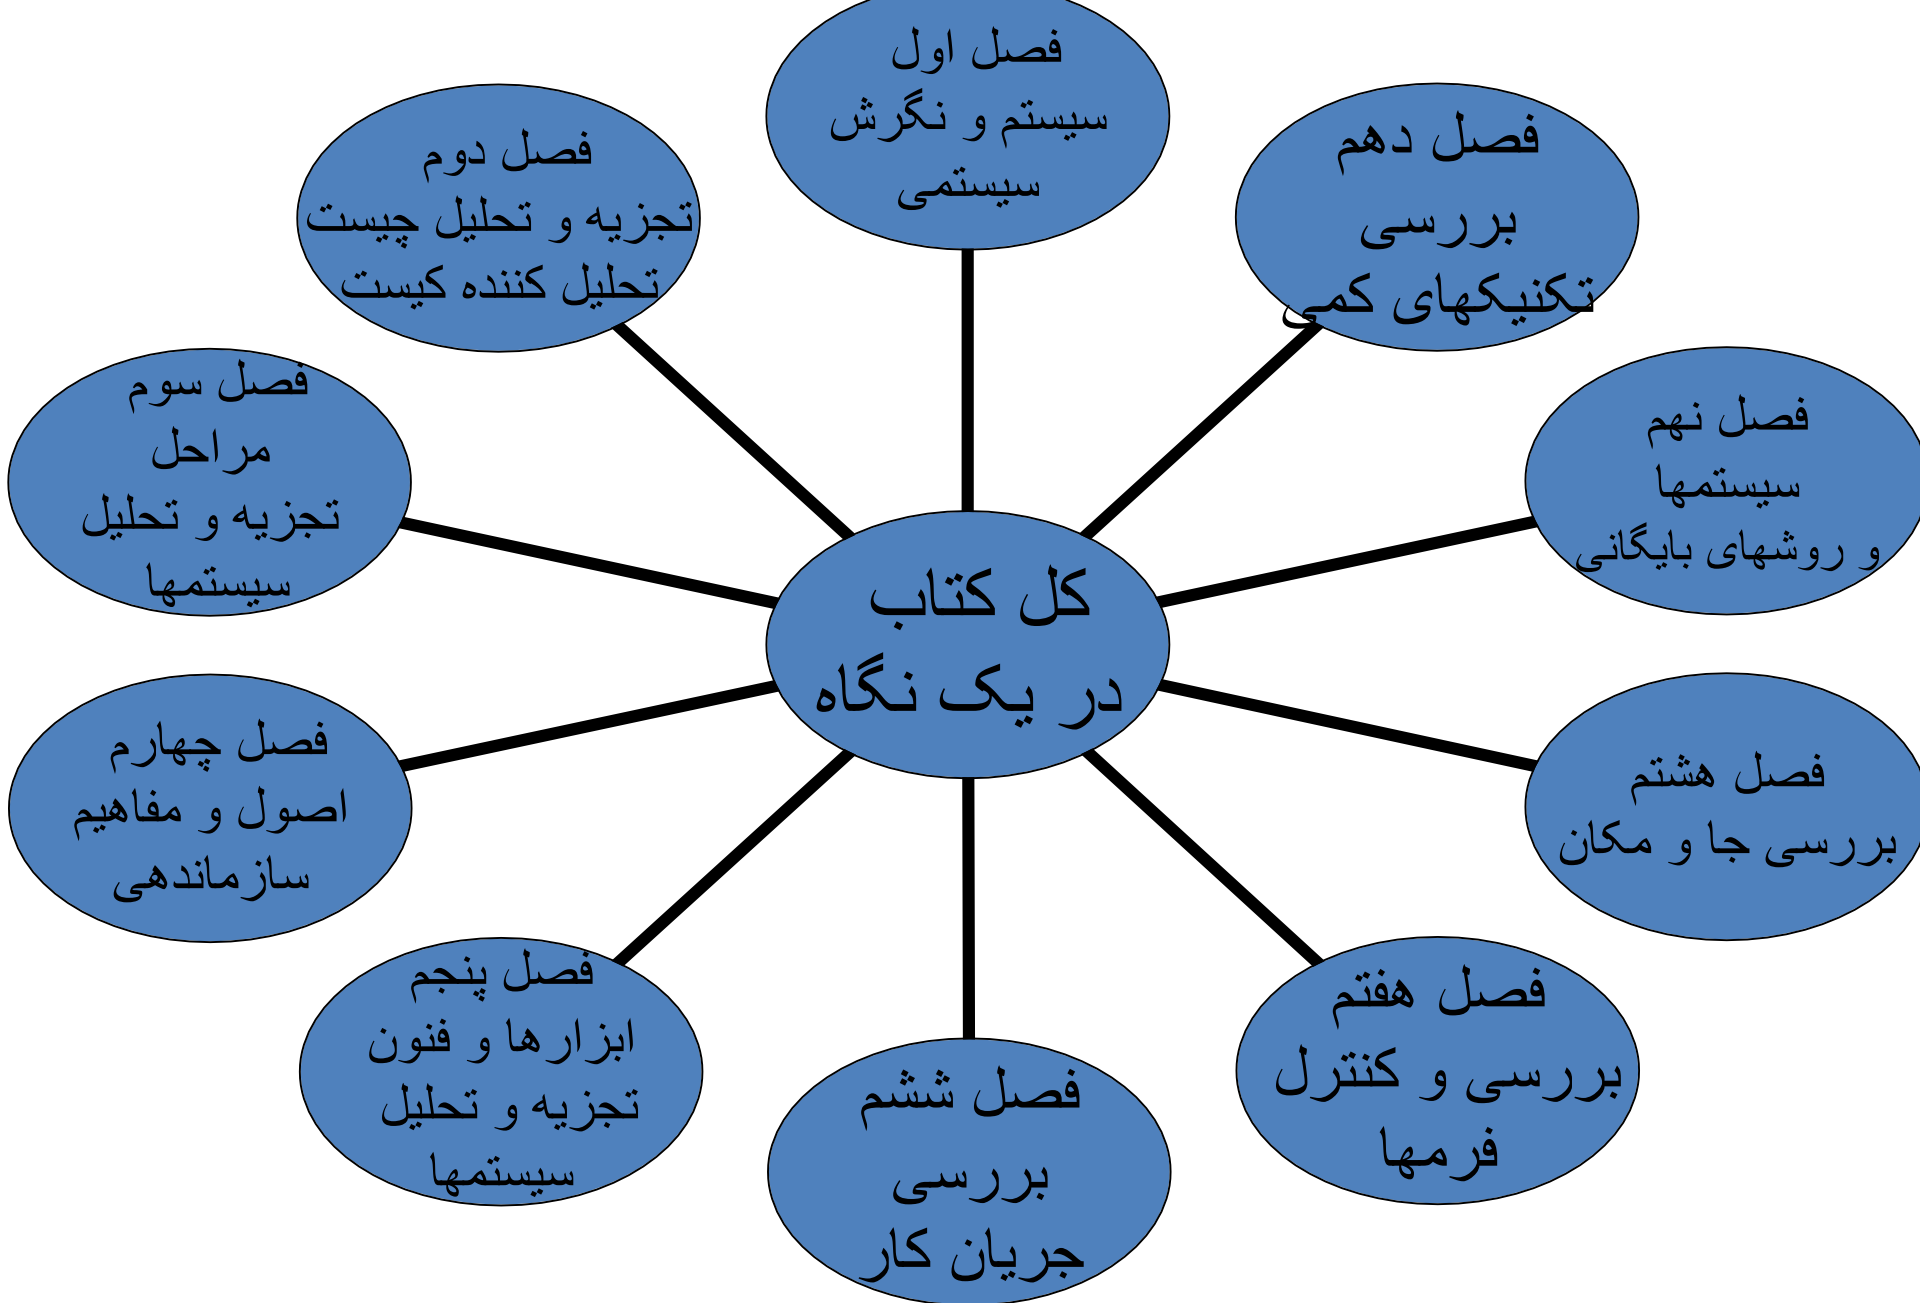 کل کتاب
در یک نگاه
فصل اول
سیستم و نگرش
سیستمی
فصل دوم
تجزیه و تحلیل چیست
تحلیل کننده کیست
فصل سوم
مراحل
تجزیه و تحلیل
سیستمها
فصل چهارم
اصول و مفاهیم
سازماندهی
فصل پنجم
ابزارها و فنون
تجزیه و تحلیل
سیستمها
فصل ششم
بررسی
جریان کار
فصل هفتم
بررسی و کنترل
فرمها
فصل هشتم
بررسی جا و مکان
فصل نهم
سیستمها
و روشهای بایگانی
فصل دهم
بررسی
تکنیکهای کمی